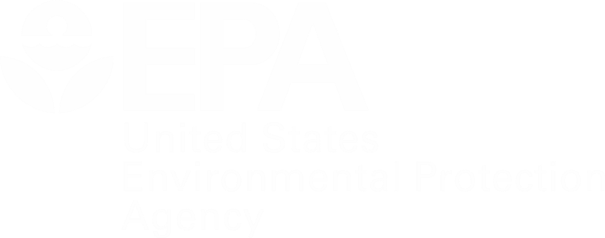 EPA
United States
Environmental Protection
Agency